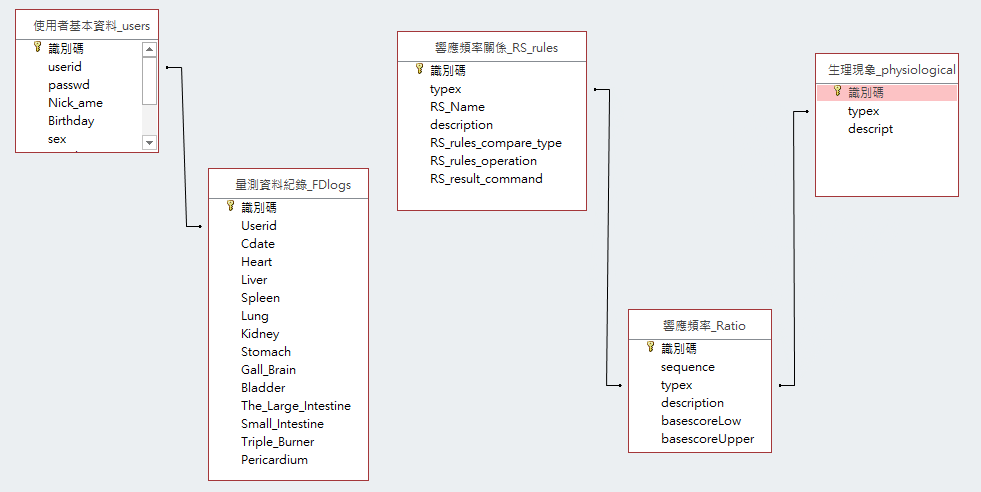 使用者基本資料_users
識別碼
userid
passwd
Nick_ame
Birthday
sex
量測資料紀錄_FDlogs
識別碼
Userid
Cdate
Heart
Liver
Spleen
Lung
Kidney
Stomach
Gall_Brain
Bladder
The_Large_Intestine
Small_Intestine
Triple_Burner
Pericardium
響應頻率關係_RS_rules
識別碼
typex
RS_Name
description
RS_rules_compare_type
RS_rules_operation
RS_result_command
響應頻率_Ratio
識別碼
sequence
typex
description
basescoreLow
basescoreUpper
生理現象_physiological
識別碼
typex
descript